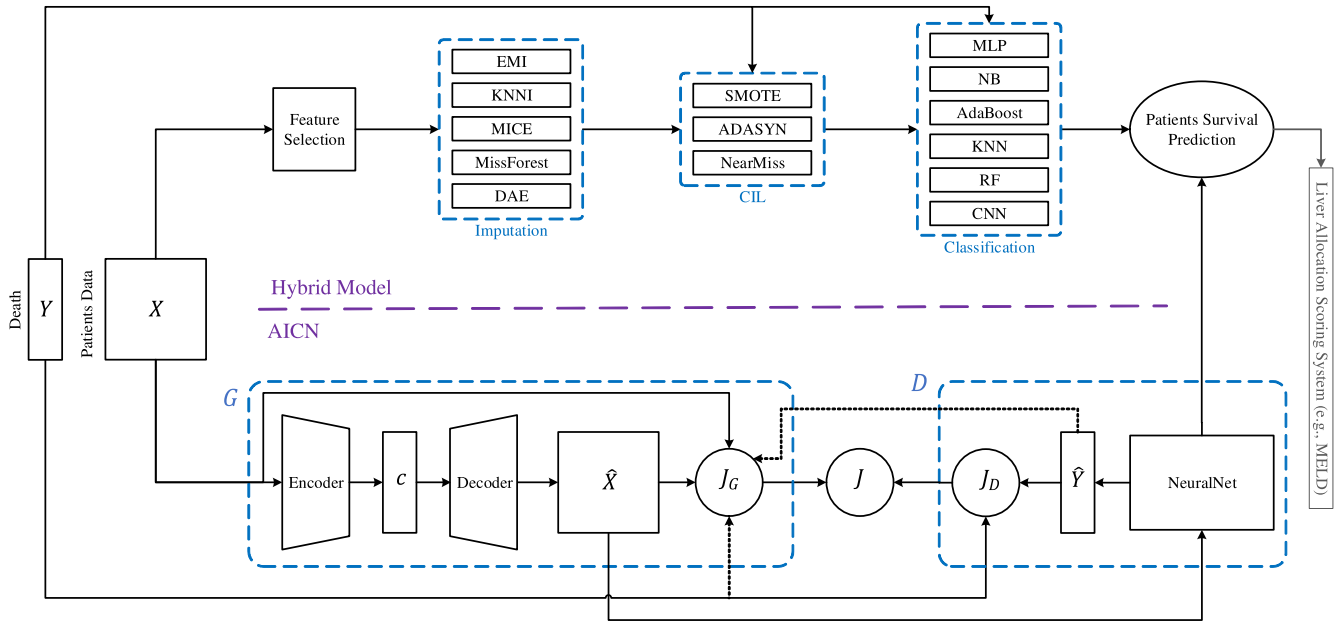 EMI
KNNI
MICE
MissForest
DAE
Imputation
Feature
Selection
SMOTE
ADASYN
NearMiss
CIL
MLP
NB
AdaBoost
KNN
RF
CNN
Classification
Patients Survival
Prediction
Liver Allocation Scoring System (e.g., MELD)
Death
Y
Patients Data
X
Hybrid Model
AICN
G
D
Encoder
c
Decoder
X̂
J_G
J
J_D
Ŷ
NeuralNet